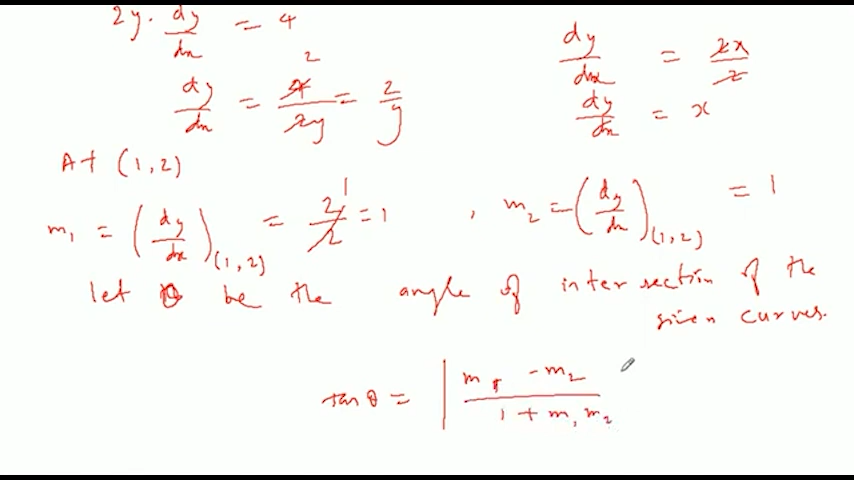 2y · dy/dx = 4
dy/dx = 4/2y = 2/y
dy/dx = 2x/2
dy/dx = x
At (1,2)
m₁ = (dy/dx)(1,2) = 2/2 = 1 , m₂ = (dy/dx)(1,2) = 1
let θ be the angle of intersection of the
given curves.
tan θ = | m₁ - m₂ / 1 + m₁m₂